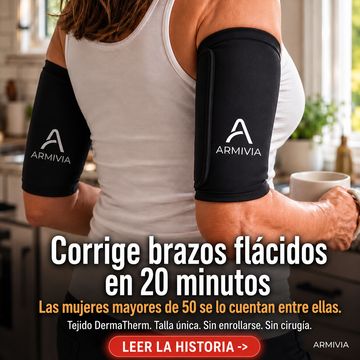 ARMIVIA
ARMIVIA
Corrige brazos flácidos
en 20 minutos
Las mujeres mayores de 50 se lo cuentan entre ellas.
Tejido DermaTherm. Talla única. Sin enrollarse. Sin cirugía.
LEER LA HISTORIA ->
ARMIVIA